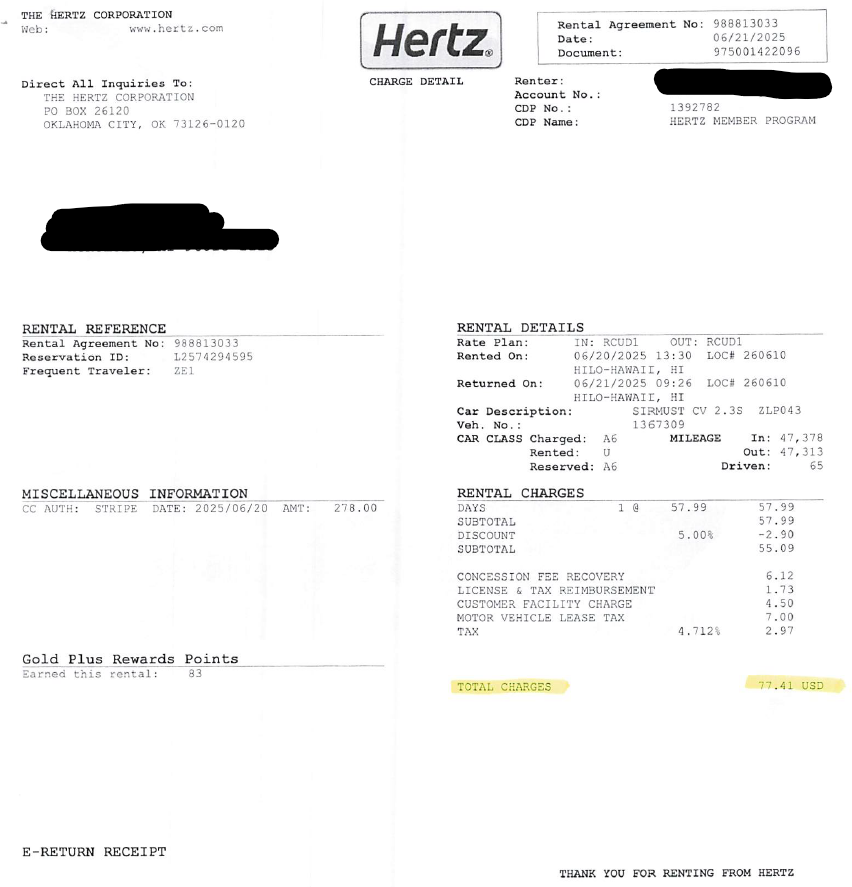 THE HERTZ CORPORATION
Web: www.hertz.com
Hertz®
CHARGE DETAIL
Rental Agreement No: 988813033
Date: 06/21/2025
Document: 975001422096
Direct All Inquiries To:
THE HERTZ CORPORATION
PO BOX 26120
OKLAHOMA CITY, OK 73126-0120
Renter:
Account No.:
CDP No.: 1392782
CDP Name: HERTZ MEMBER PROGRAM
RENTAL REFERENCE
Rental Agreement No: 988813033
Reservation ID: L2574294595
Frequent Traveler: ZE1
MISCELLANEOUS INFORMATION
CC AUTH: STRIPE DATE: 2025/06/20 AMT: 278.00
Gold Plus Rewards Points
Earned this rental: 83
RENTAL DETAILS
Rate Plan: IN: RCUD1 OUT: RCUD1
Rented On: 06/20/2025 13:30 LOC# 260610
HILO-HAWAII, HI
Returned On: 06/21/2025 09:26 LOC# 260610
HILO-HAWAII, HI
Car Description: SIRMUST CV 2.3S ZLP043
Veh. No.: 1367309
CAR CLASS Charged: A6 MILEAGE In: 47,378
Rented: U Out: 47,313
Reserved: A6 Driven: 65
RENTAL CHARGES
DAYS 1 @ 57.99 57.99
SUBTOTAL 57.99
DISCOUNT 5.00% -2.90
SUBTOTAL 55.09
CONCESSION FEE RECOVERY 6.12
LICENSE & TAX REIMBURSEMENT 1.73
CUSTOMER FACILITY CHARGE 4.50
MOTOR VEHICLE LEASE TAX 7.00
TAX 4.712% 2.97
TOTAL CHARGES 77.41 USD
E-RETURN RECEIPT
THANK YOU FOR RENTING FROM HERTZ